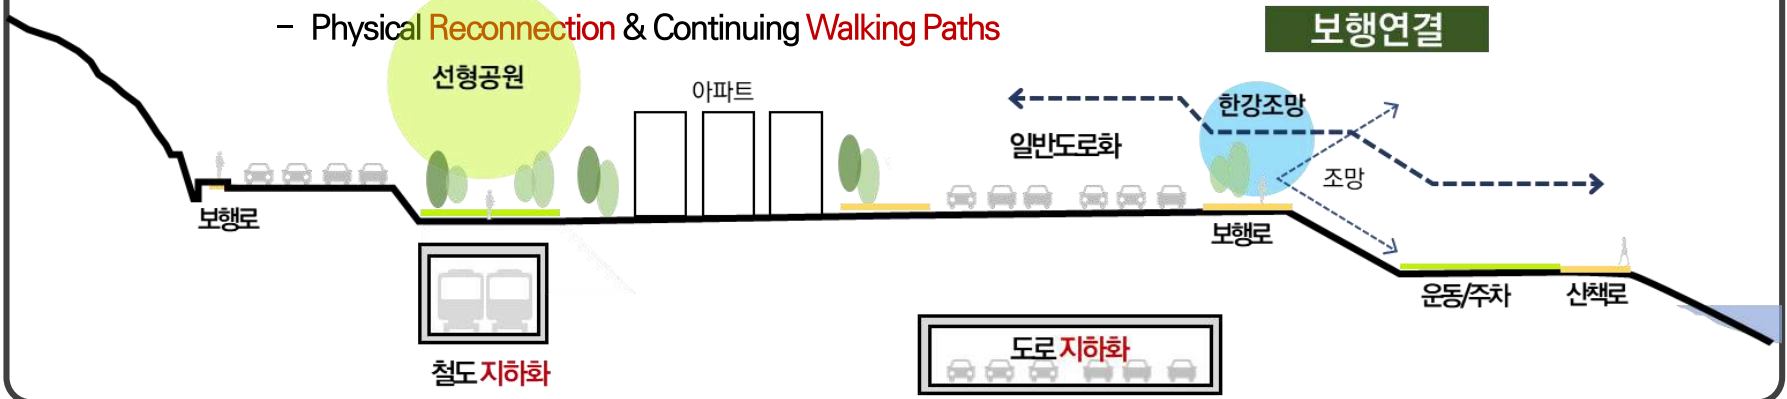 – Physical Reconnection & Continuing Walking Paths
보행연결
선형공원
아파트
한강조망
일반도로화
조망
보행로
보행로
운동/주차
산책로
도로 지하화
철도 지하화